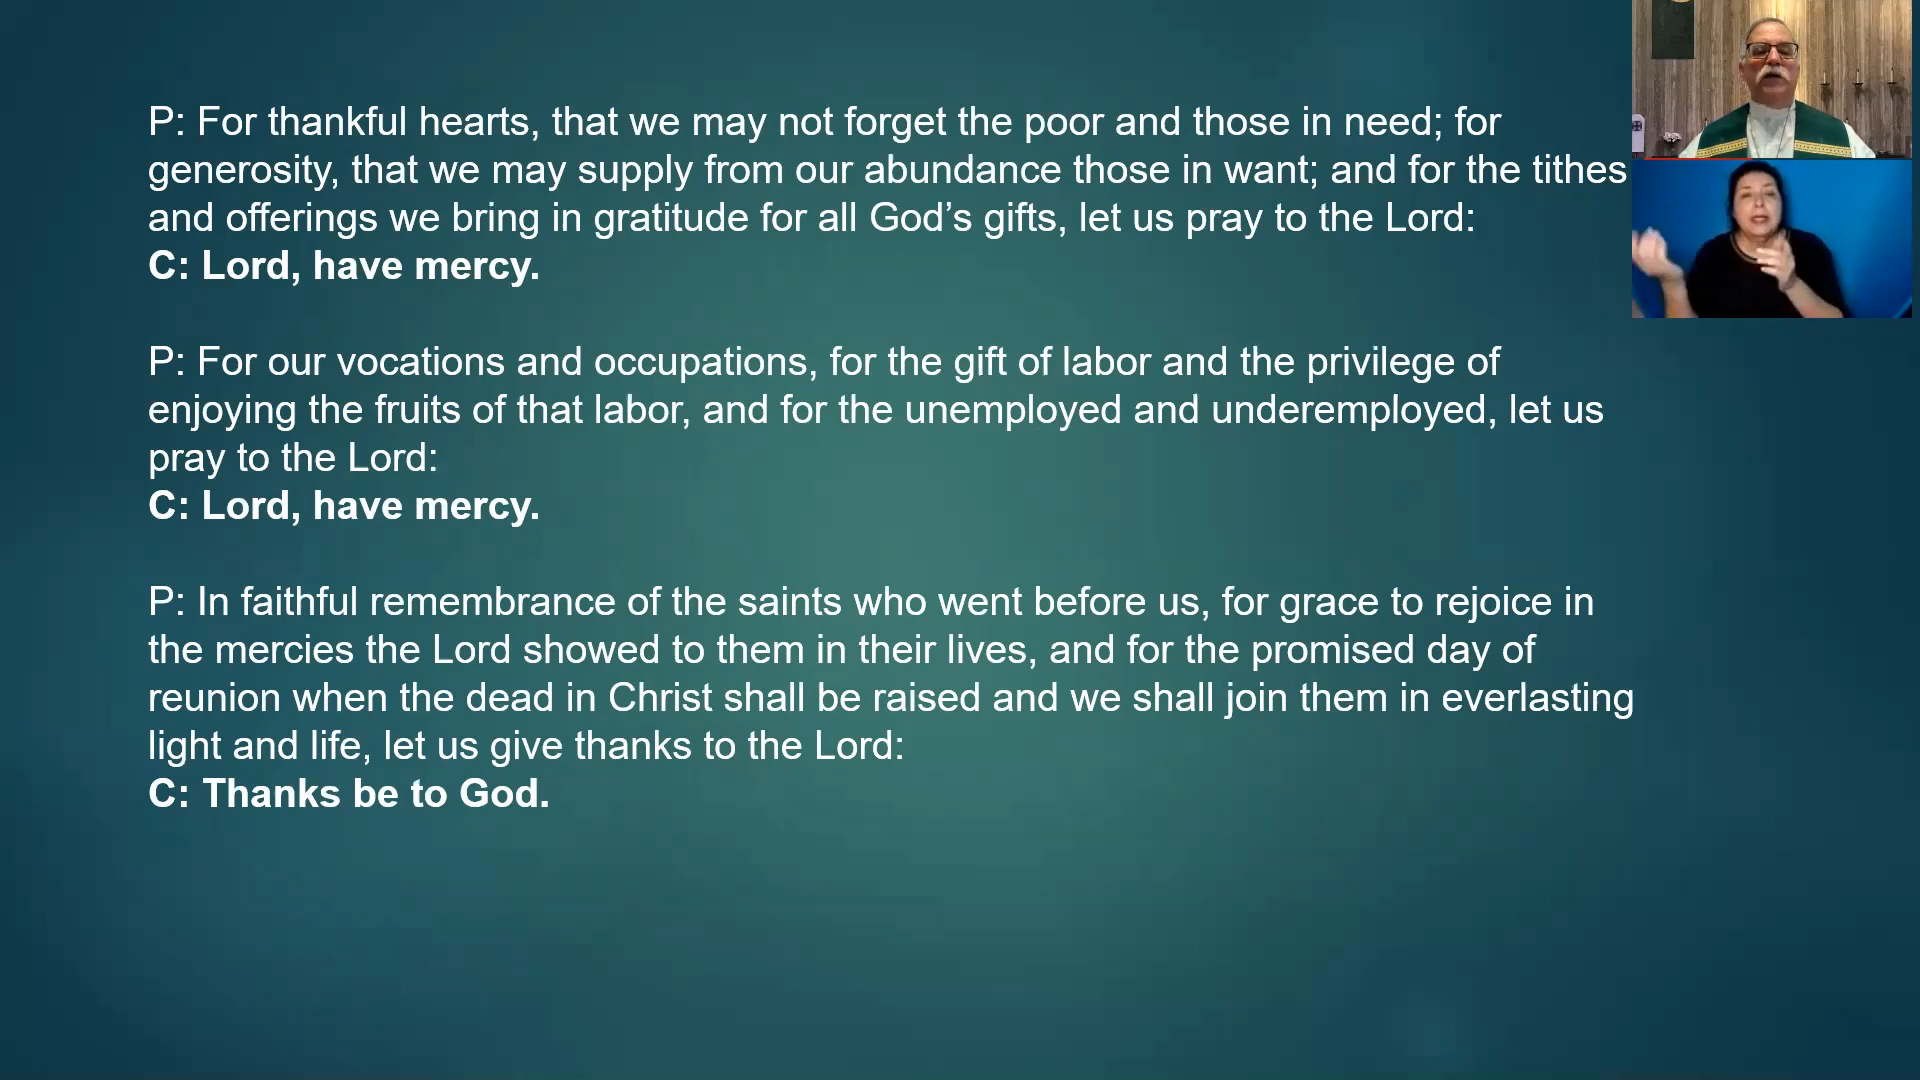 P: For thankful hearts, that we may not forget the poor and those in need; for
generosity, that we may supply from our abundance those in want; and for the tithes
and offerings we bring in gratitude for all God’s gifts, let us pray to the Lord:
C: Lord, have mercy.
P: For our vocations and occupations, for the gift of labor and the privilege of
enjoying the fruits of that labor, and for the unemployed and underemployed, let us
pray to the Lord:
C: Lord, have mercy.
P: In faithful remembrance of the saints who went before us, for grace to rejoice in
the mercies the Lord showed to them in their lives, and for the promised day of
reunion when the dead in Christ shall be raised and we shall join them in everlasting
light and life, let us give thanks to the Lord:
C: Thanks be to God.